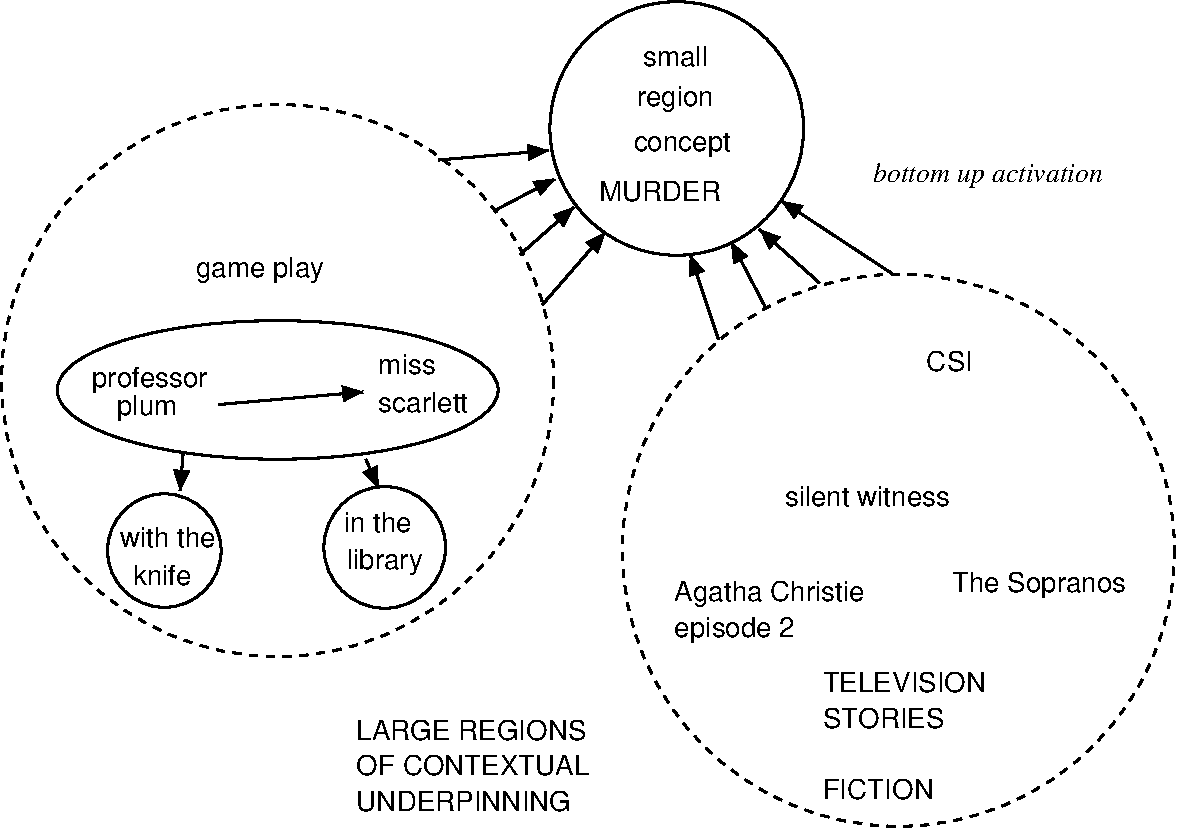 small
region
concept
MURDER
bottom up activation
game play
professor
plum
miss
scarlett
with the
knife
in the
library
CSI
silent witness
Agatha Christie
episode 2
The Sopranos
TELEVISION
STORIES
FICTION
LARGE REGIONS
OF CONTEXTUAL
UNDERPINNING